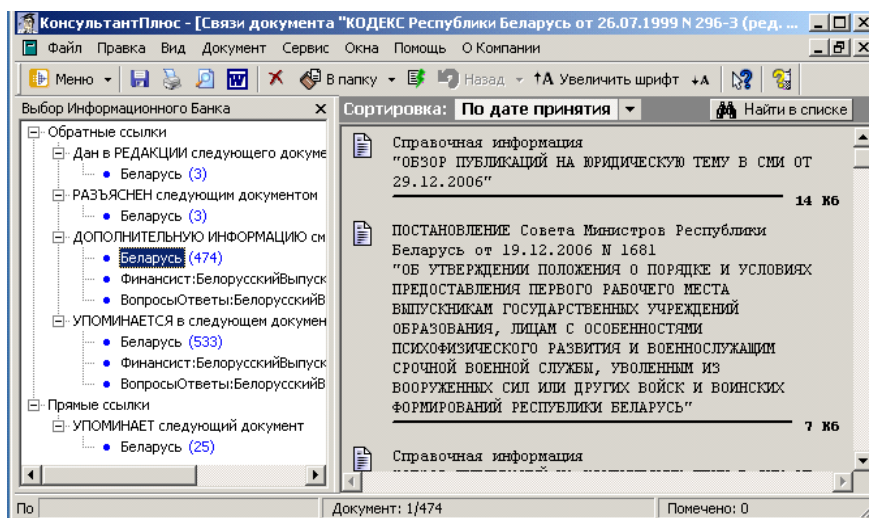 КонсультантПлюс - [Связи документа "КОДЕКС Республики Беларусь от 26.07.1999 N 296-З (ред. ...
Файл Правка Вид Документ Сервис Окна Помощь О Компании
Меню В папку Назад Увеличить шрифт
Выбор Информационного Банка
Обратные ссылки
Дан в РЕДАКЦИИ следующего докуме
Беларусь (3)
РАЗЪЯСНЕН следующим документом
Беларусь (3)
ДОПОЛНИТЕЛЬНУЮ ИНФОРМАЦИЮ см
Беларусь (474)
Финансист:БелорусскийВыпуск
ВопросыОтветы:БелорусскийВ
УПОМИНАЕТСЯ в следующем докумен
Беларусь (533)
Финансист:БелорусскийВыпуск
ВопросыОтветы:БелорусскийВ
Прямые ссылки
УПОМИНАЕТ следующий документ
Беларусь (25)
Сортировка: По дате принятия Найти в списке
Справочная информация
"ОБЗОР ПУБЛИКАЦИЙ НА ЮРИДИЧЕСКУЮ ТЕМУ В СМИ ОТ
29.12.2006"
14 Кб
ПОСТАНОВЛЕНИЕ Совета Министров Республики
Беларусь от 19.12.2006 N 1681
"ОБ УТВЕРЖДЕНИИ ПОЛОЖЕНИЯ О ПОРЯДКЕ И УСЛОВИЯХ
ПРЕДОСТАВЛЕНИЯ ПЕРВОГО РАБОЧЕГО МЕСТА
ВЫПУСКНИКАМ ГОСУДАРСТВЕННЫХ УЧРЕЖДЕНИЙ
ОБРАЗОВАНИЯ, ЛИЦАМ С ОСОБЕННОСТЯМИ
ПСИХОФИЗИЧЕСКОГО РАЗВИТИЯ И ВОЕННОСЛУЖАЩИМ
СРОЧНОЙ ВОЕННОЙ СЛУЖБЫ, УВОЛЕННЫМ ИЗ
ВООРУЖЕННЫХ СИЛ ИЛИ ДРУГИХ ВОЙСК И ВОИНСКИХ
ФОРМИРОВАНИЙ РЕСПУБЛИКИ БЕЛАРУСЬ"
7 Кб
Справочная информация
По Документ: 1/474 Помечено: 0